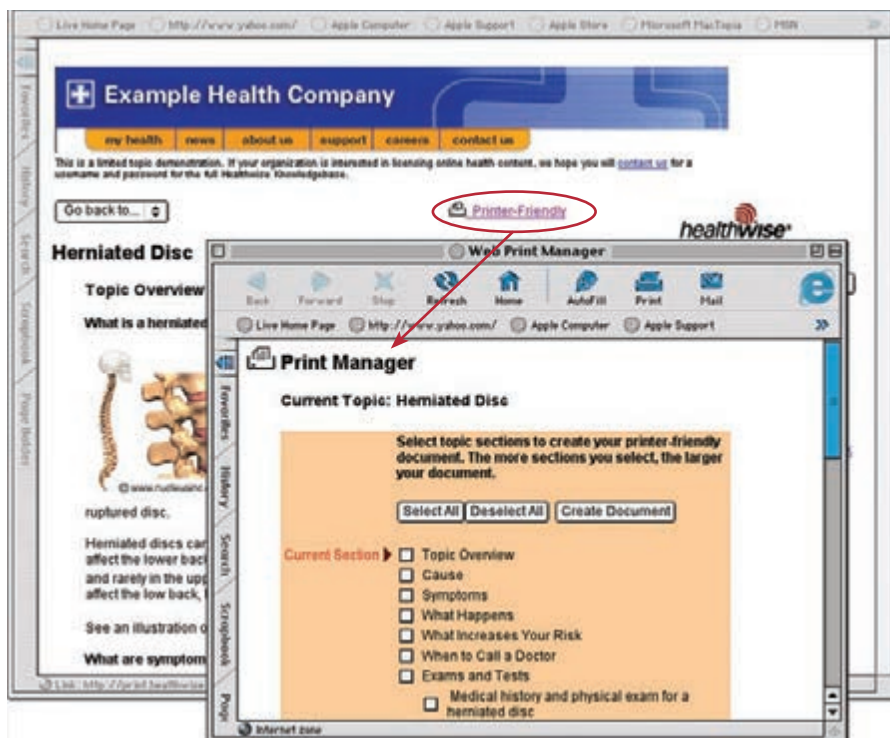 Live Home Page http://www.yahoo.com/ Apple Computer Apple Support Apple Store Microsoft MacTopia MSN
Favorites
History
Search
Scrapbook
Page Holder
Example Health Company
my health news about us support careers contact us
This is a limited topic demonstration. If your organization is interested in licensing online health content, we hope you will contact us for a
username and password for the full Healthwise Knowledgebase.
Go back to...
Printer-Friendly
healthwise
Herniated Disc
Topic Overview
What is a herniated
© www.nucleusinc.c
ruptured disc.
Herniated discs can
affect the lower back
and rarely in the upp
affect the low back,
See an illustration o
What are symptom
Link: http://print.healthwise
Web Print Manager
Back Forward Stop Refresh Home AutoFill Print Mail
Live Home Page http://www.yahoo.com/ Apple Computer Apple Support
Favorites
History
Search
Scrapbook
Page
Print Manager
Current Topic: Herniated Disc
Select topic sections to create your printer-friendly
document. The more sections you select, the larger
your document.
Select All Deselect All Create Document
Current Section Topic Overview
Cause
Symptoms
What Happens
What Increases Your Risk
When to Call a Doctor
Exams and Tests
Medical history and physical exam for a
herniated disc
Internet zone